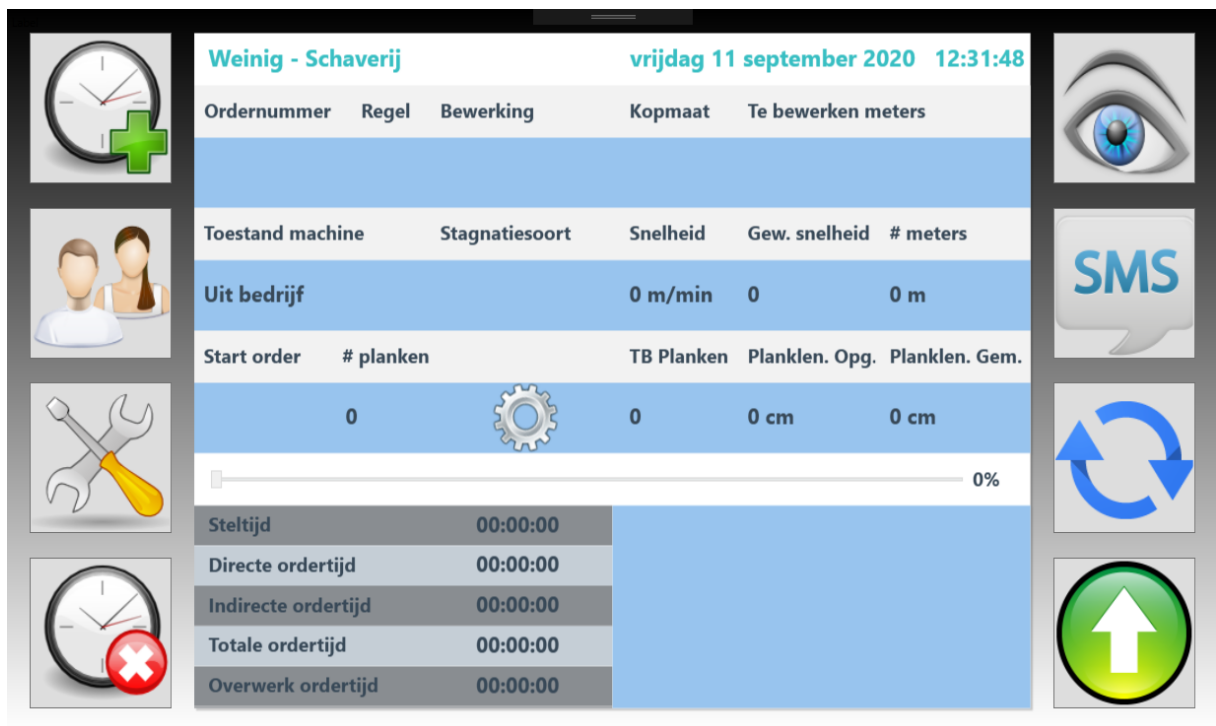 Weinig - Schaverij vrijdag 11 september 2020 12:31:48
Ordernummer Regel Bewerking Kopmaat Te bewerken meters
Toestand machine Stagnatiesoort Snelheid Gew. snelheid # meters
SMS
Uit bedrijf 0 m/min 0 0 m
Start order # planken TB Planken Planklen. Opg. Planklen. Gem.
0 0 0 cm 0 cm
0%
Steltijd 00:00:00
Directe ordertijd 00:00:00
Indirecte ordertijd 00:00:00
Totale ordertijd 00:00:00
Overwerk ordertijd 00:00:00